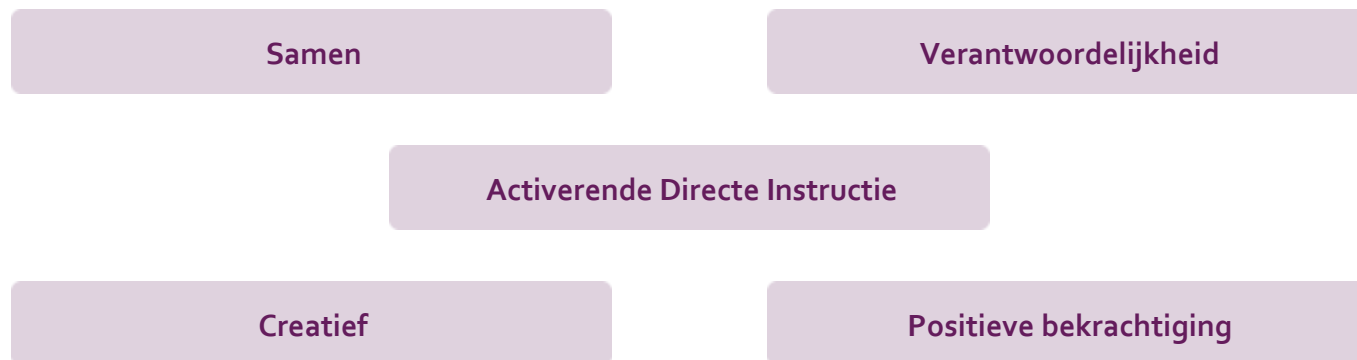 Samen
Verantwoordelijkheid
Activerende Directe Instructie
Creatief
Positieve bekrachtiging